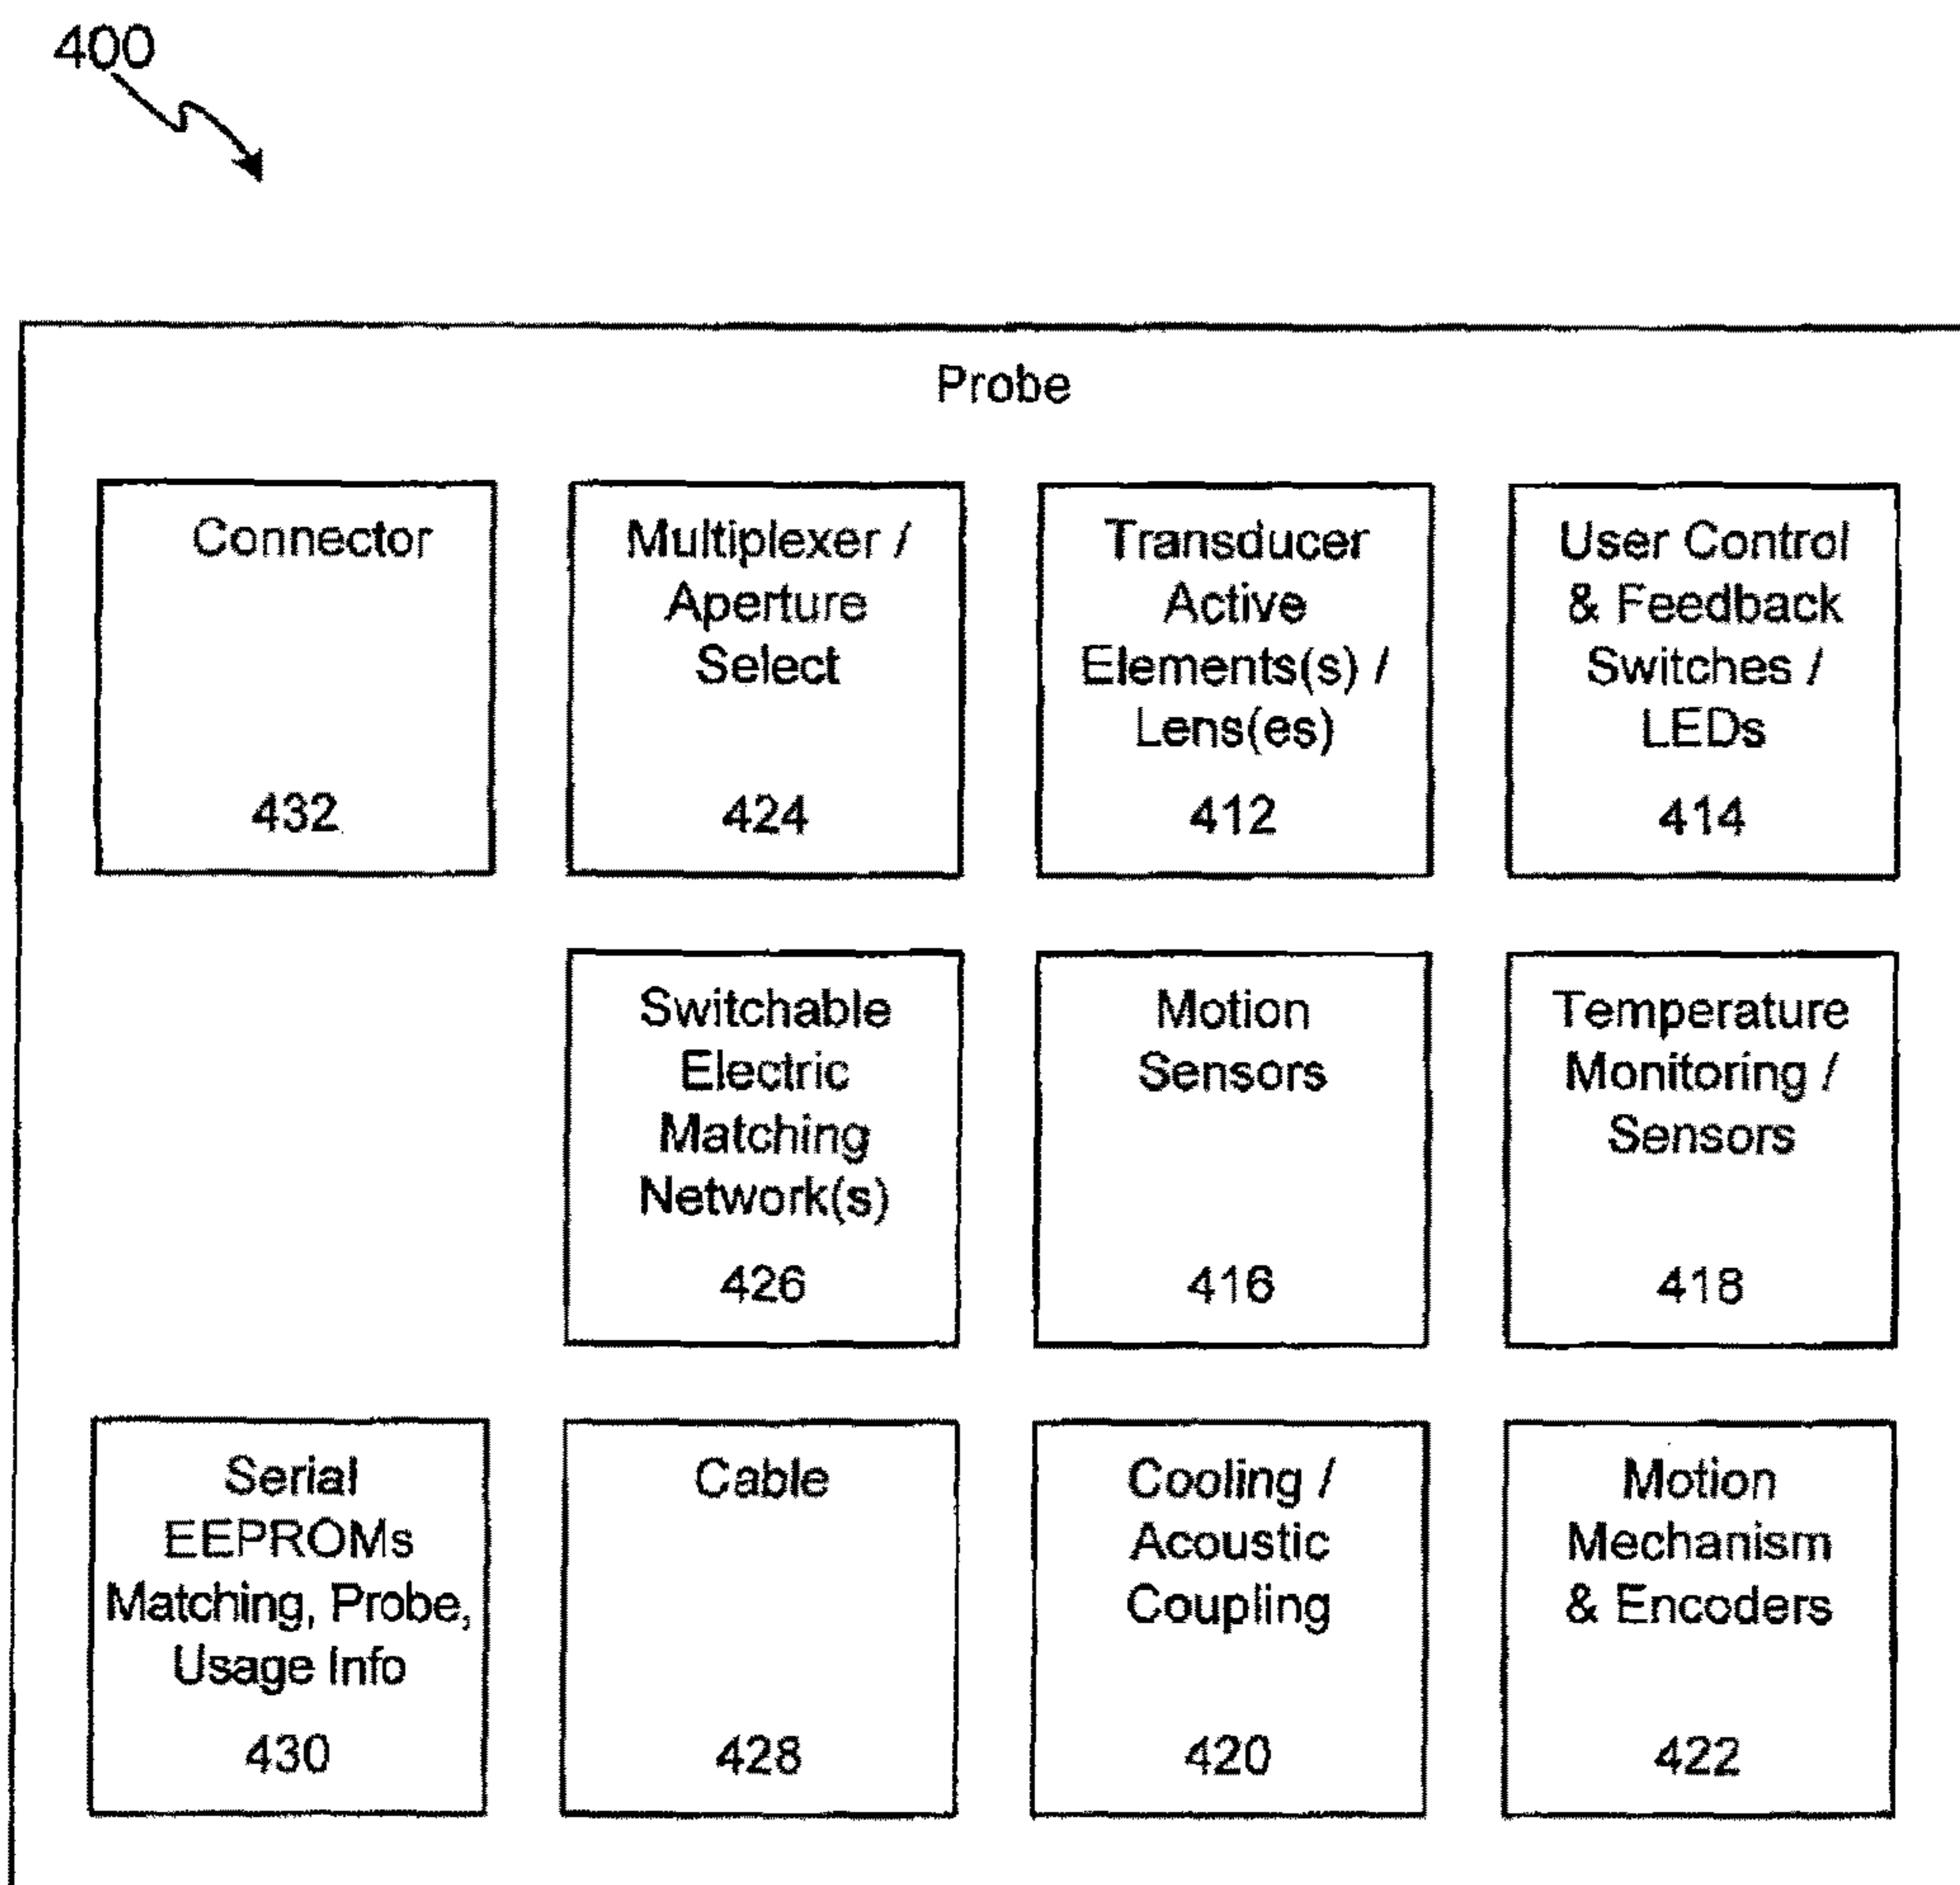 400
Probe
Connector
432
Multiplexer /
Aperture
Select
424
Transducer
Active
Elements(s) /
Lens(es)
412
User Control
& Feedback
Switches /
LEDs
414
Switchable
Electric
Matching
Network(s)
426
Motion
Sensors
416
Temperature
Monitoring /
Sensors
418
Serial
EEPROMs
Matching, Probe,
Usage Info
430
Cable
428
Cooling /
Acoustic
Coupling
420
Motion
Mechanism
& Encoders
422